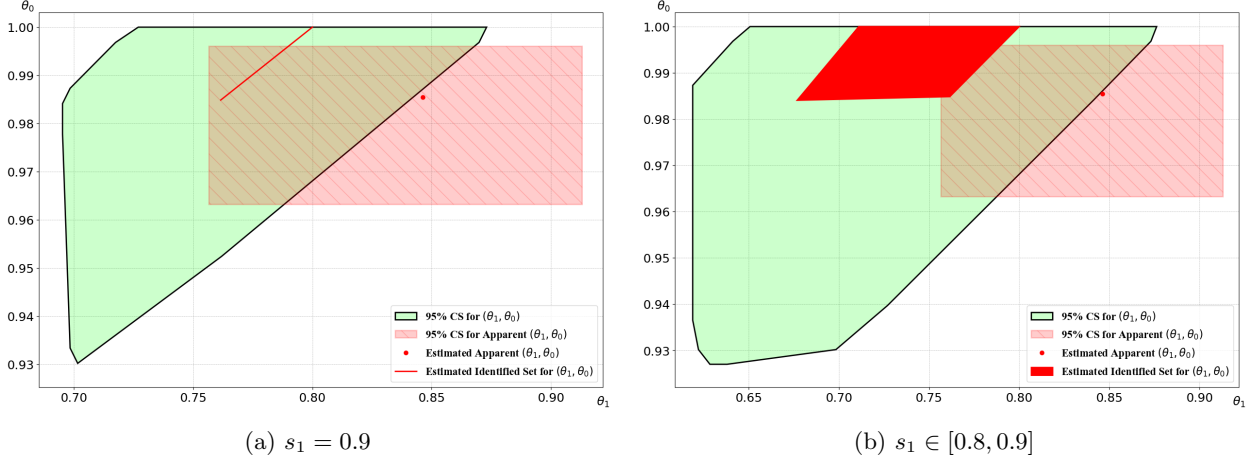 θ₀
1.00
0.99
0.98
0.97
0.96
0.95
0.94
0.93
0.70
0.75
0.80
0.85
0.90
θ₁
95% CS for (θ₁, θ₀)
95% CS for Apparent (θ₁, θ₀)
Estimated Apparent (θ₁, θ₀)
Estimated Identified Set for (θ₁, θ₀)
(a) s₁ = 0.9
θ₀
1.00
0.99
0.98
0.97
0.96
0.95
0.94
0.93
0.65
0.70
0.75
0.80
0.85
0.90
θ₁
95% CS for (θ₁, θ₀)
95% CS for Apparent (θ₁, θ₀)
Estimated Apparent (θ₁, θ₀)
Estimated Identified Set for (θ₁, θ₀)
(b) s₁ ∈ [0.8, 0.9]